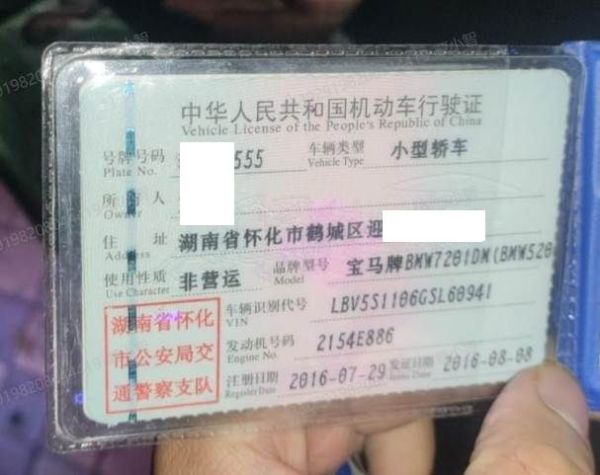 中华人民共和国机动车行驶证
Vehicle License of the People's Republic of China
号牌号码 555 车辆类型 小型轿车
Plate No. Vehicle Type
所 人
Owner
住 址 湖南省怀化市鹤城区迎
Address
使用性质 非营运 品牌型号 宝马牌BMW7201DM(BMW520
Use Character Model
湖南省怀化
市公安局交
通警察支队
车辆识别代号 LBV5S1106GSL60941
VIN
发动机号码 2154E886
Engine No.
注册日期 2016-07-29 发证日期 2016-08-08
Register Date Issue Date